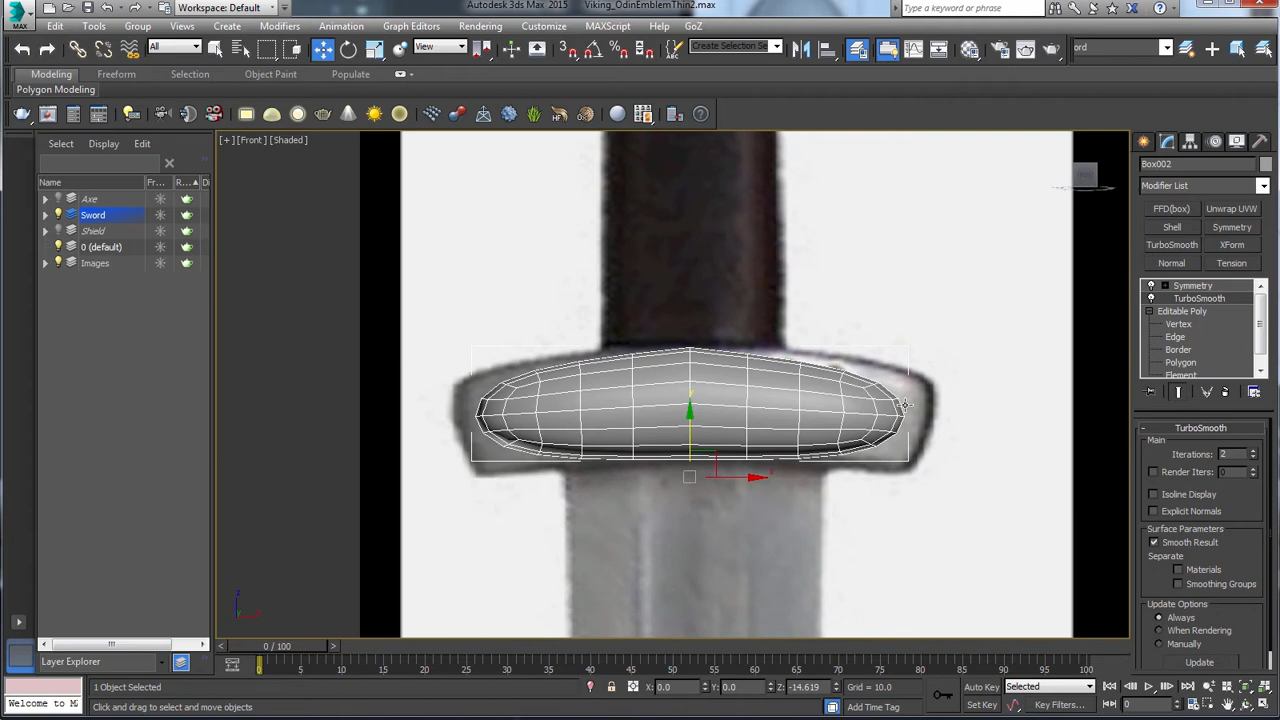 MAX
Workspace: Default
Autodesk 3ds Max 2015
Viking_OdinEmblemThin2.max
Type a keyword or phrase
Edit
Tools
Group
Views
Create
Modifiers
Animation
Graph Editors
Rendering
Customize
MAXScript
Help
GoZ
All
View
Create Selection Se
ord
Modeling
Freeform
Selection
Object Paint
Populate
Polygon Modeling
Select
Display
Edit
Name
Fr...
R...
Di
Axe
Sword
Shield
0 (default)
Images
[+] [Front] [Shaded]
Box002
Modifier List
FFD(box)
Unwrap UVW
Shell
Symmetry
TurboSmooth
XForm
Normal
Tension
Symmetry
TurboSmooth
Editable Poly
Vertex
Edge
Border
Polygon
Element
TurboSmooth
Main
Iterations: 2
Render Iters: 0
Isoline Display
Explicit Normals
Surface Parameters
Smooth Result
Separate
Materials
Smoothing Groups
Update Options
Always
When Rendering
Manually
Update
z
x
y
x
0 / 100
Layer Explorer
0 5 10 15 20 25 30 35 40 45 50 55 60 65 70 75 80 85 90 95 100
1 Object Selected
X: 0.0
Y: 0.0
Z: -14.619
Grid = 10.0
Auto Key
Selected
Welcome to M
Click and drag to select and move objects
Add Time Tag
Set Key
Key Filters...
0